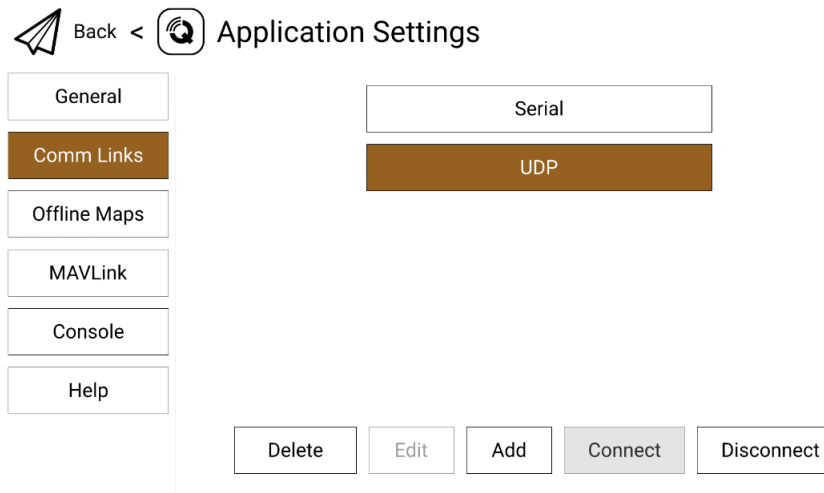 Back < Application Settings
General
Comm Links
Offline Maps
MAVLink
Console
Help
Serial
UDP
Delete Edit Add Connect Disconnect